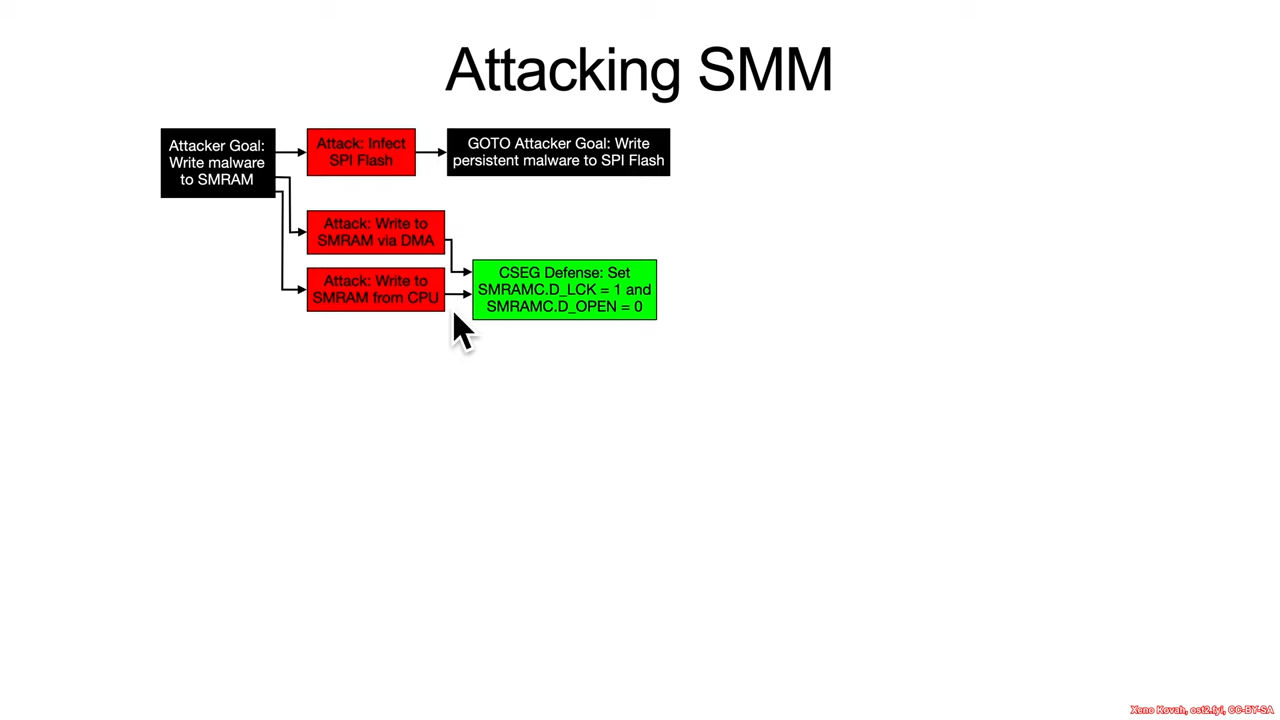 Attacking SMM
Attacker Goal:
Write malware
to SMRAM
Attack: Infect
SPI Flash
GOTO Attacker Goal: Write
persistent malware to SPI Flash
Attack: Write to
SMRAM via DMA
Attack: Write to
SMRAM from CPU
CSEG Defense: Set
SMRAMC.D_LCK = 1 and
SMRAMC.D_OPEN = 0
Xeno Kovah, ost2.fyi, CC-BY-SA